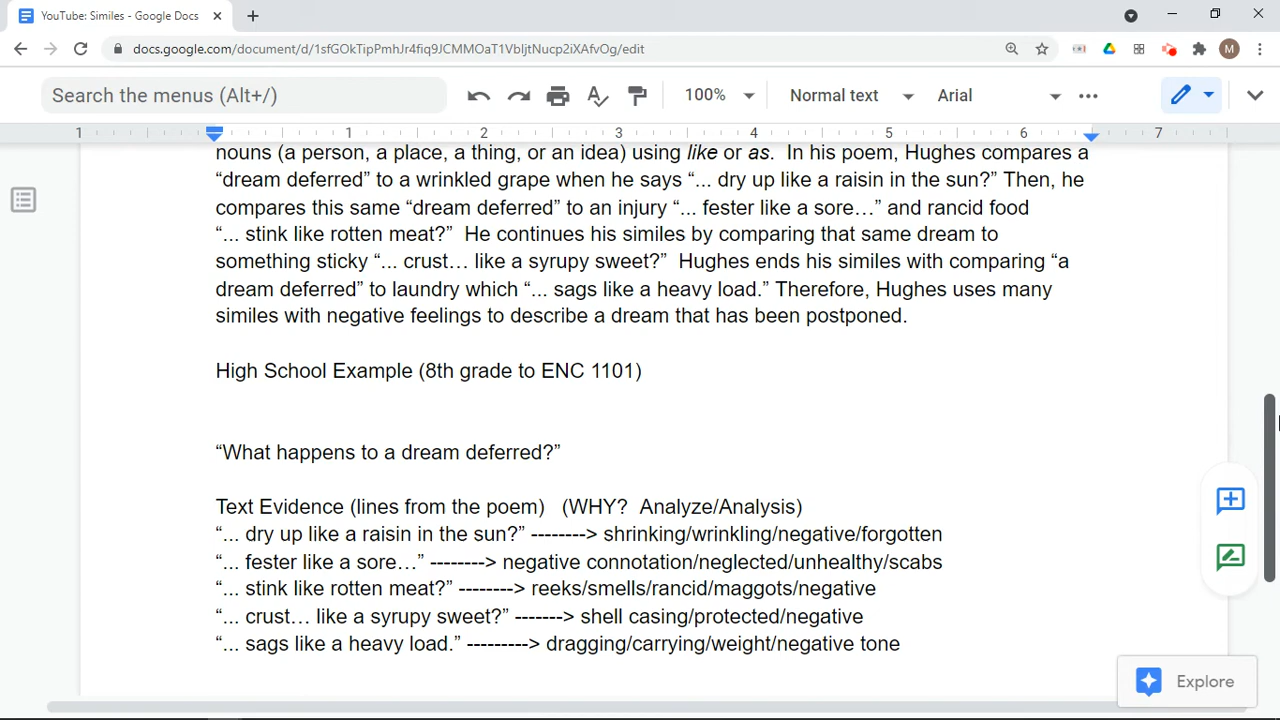 YouTube: Similes - Google Docs
docs.google.com/document/d/1sfGOkTipPmhJr4fiq9JCMMOaT1VbljtNucp2iXAfvOg/edit
M
Search the menus (Alt+/)
100%
Normal text
Arial
1 1 2 3 4 5 6 7
nouns (a person, a place, a thing, or an idea) using like or as.  In his poem, Hughes compares a
“dream deferred” to a wrinkled grape when he says “... dry up like a raisin in the sun?” Then, he
compares this same “dream deferred” to an injury “... fester like a sore…” and rancid food
“... stink like rotten meat?”  He continues his similes by comparing that same dream to
something sticky “... crust… like a syrupy sweet?”  Hughes ends his similes with comparing “a
dream deferred” to laundry which “... sags like a heavy load.” Therefore, Hughes uses many
similes with negative feelings to describe a dream that has been postponed.
High School Example (8th grade to ENC 1101)
“What happens to a dream deferred?”
Text Evidence (lines from the poem)   (WHY?  Analyze/Analysis)
“... dry up like a raisin in the sun?” --------> shrinking/wrinkling/negative/forgotten
“... fester like a sore…” --------> negative connotation/neglected/unhealthy/scabs
“... stink like rotten meat?” --------> reeks/smells/rancid/maggots/negative
“... crust… like a syrupy sweet?” -------> shell casing/protected/negative
“... sags like a heavy load.” ---------> dragging/carrying/weight/negative tone
Explore